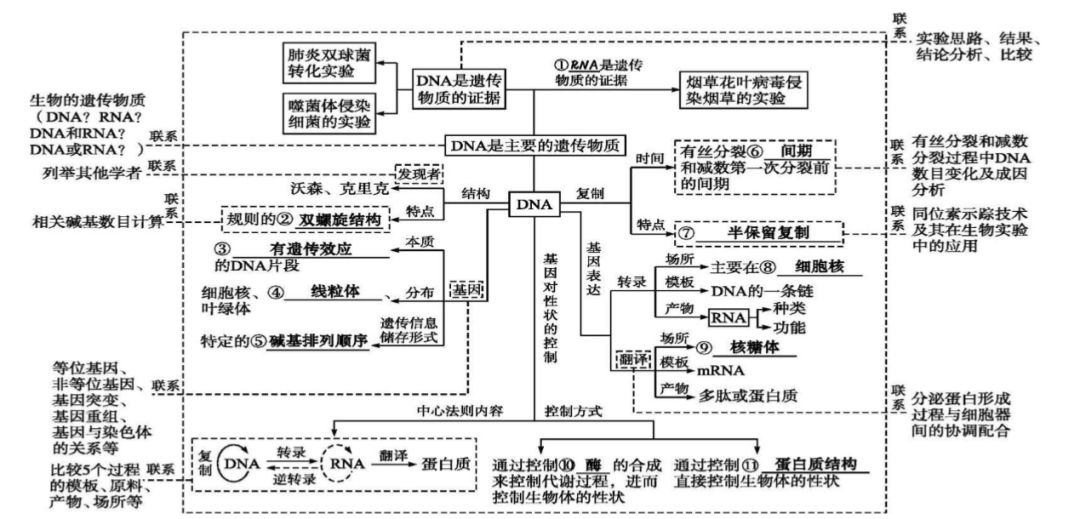 联系
实验思路、结果、
结论分析、比较
肺炎双球菌
转化实验
噬菌体侵染
细菌的实验
DNA是遗传
物质的证据
①RNA是遗传
物质的证据
烟草花叶病毒侵
染烟草的实验
生物的遗传物质
(DNA?RNA?
DNA和RNA?
DNA或RNA?)
联系
DNA是主要的遗传物质
列举其他学者
发现者
沃森、克里克
结构
DNA
复制
时间
有丝分裂⑥ 间期
和减数第一次分裂前
的间期
联系
有丝分裂和减数
分裂过程中DNA
数目变化及成因
分析
联系
相关碱基数目计算
规则的② 双螺旋结构
特点
特点
⑦ 半保留复制
联系
同位素示踪技术
及其在生物实验
中的应用
③ 有遗传效应
的DNA片段
本质
细胞核、④ 线粒体 、
叶绿体
分布
基因
特定的⑤碱基排列顺序
遗传信息
储存形式
基因对性状的控制
基因表达
转录
场所
主要在⑧ 细胞核
模板
DNA的一条链
产物
RNA
种类
功能
翻译
场所
⑨ 核糖体
模板
mRNA
产物
多肽或蛋白质
联系
分泌蛋白形成
过程与细胞器
间的协调配合
等位基因、
非等位基因、
基因突变、
基因重组、
基因与染色体
的关系等
联系
中心法则内容
控制方式
比较5个过程
的模板、原料、
产物、场所等
联系
复制
DNA
转录
逆转录
RNA
翻译
蛋白质
通过控制⑩ 酶 的合成
来控制代谢过程，进而
控制生物体的性状
通过控制⑪ 蛋白质结构
直接控制生物体的性状